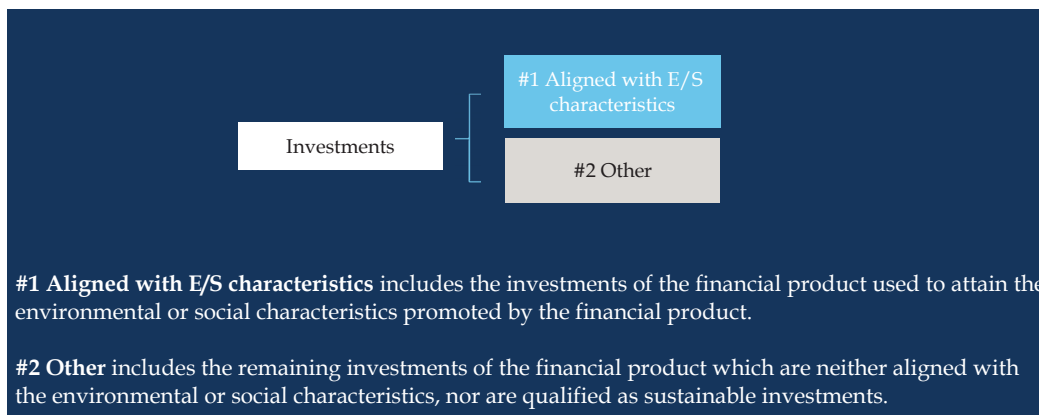 #1 Aligned with E/S
characteristics
Investments
#2 Other
#1 Aligned with E/S characteristics includes the investments of the financial product used to attain the
environmental or social characteristics promoted by the financial product.
#2 Other includes the remaining investments of the financial product which are neither aligned with
the environmental or social characteristics, nor are qualified as sustainable investments.